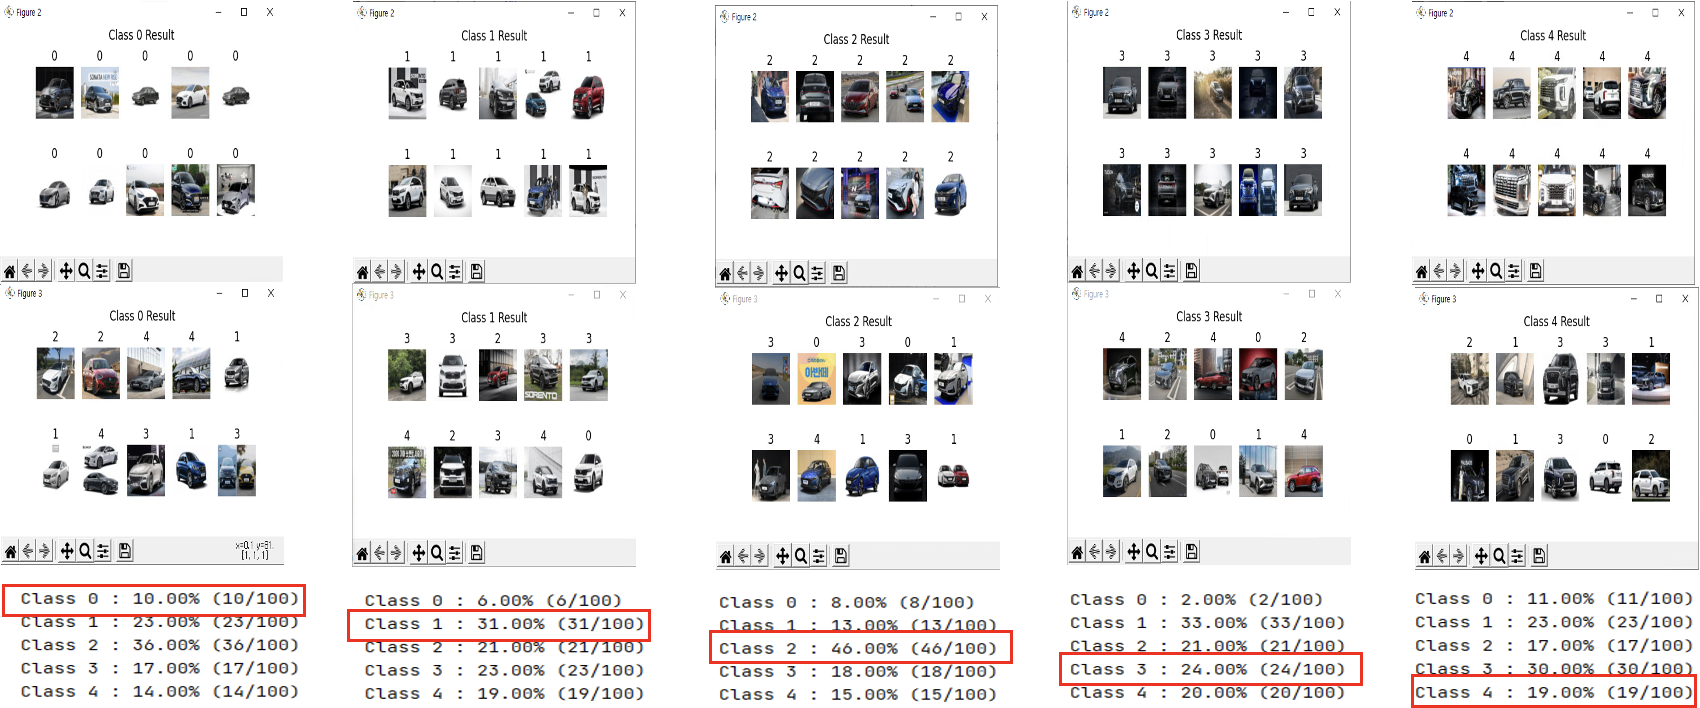 Figure 2
Class 0 Result
0 0 0 0 0
0 0 0 0 0
Figure 2
Class 1 Result
1 1 1 1 1
1 1 1 1 1
Figure 2
Class 2 Result
2 2 2 2 2
2 2 2 2 2
Figure 2
Class 3 Result
3 3 3 3 3
3 3 3 3 3
Figure 2
Class 4 Result
4 4 4 4 4
4 4 4 4 4
Figure 3
Class 0 Result
2 2 4 4 1
1 4 3 1 3
x=0.1 y=81.
[1, 1, 1]
Figure 3
Class 1 Result
3 3 2 3 3
SORENTO
4 2 3 4 0
Figure 3
Class 2 Result
3 0 3 0 1
아반떼
3 4 1 3 1
Figure 3
Class 3 Result
4 2 4 0 2
1 2 0 1 4
Figure 3
Class 4 Result
2 1 3 3 1
0 1 3 0 2
Class 0 : 10.00% (10/100)
Class 1 : 23.00% (23/100)
Class 2 : 36.00% (36/100)
Class 3 : 17.00% (17/100)
Class 4 : 14.00% (14/100)
Class 0 : 6.00% (6/100)
Class 1 : 31.00% (31/100)
Class 2 : 21.00% (21/100)
Class 3 : 23.00% (23/100)
Class 4 : 19.00% (19/100)
Class 0 : 8.00% (8/100)
Class 1 : 13.00% (13/100)
Class 2 : 46.00% (46/100)
Class 3 : 18.00% (18/100)
Class 4 : 15.00% (15/100)
Class 0 : 2.00% (2/100)
Class 1 : 33.00% (33/100)
Class 2 : 21.00% (21/100)
Class 3 : 24.00% (24/100)
Class 4 : 20.00% (20/100)
Class 0 : 11.00% (11/100)
Class 1 : 23.00% (23/100)
Class 2 : 17.00% (17/100)
Class 3 : 30.00% (30/100)
Class 4 : 19.00% (19/100)